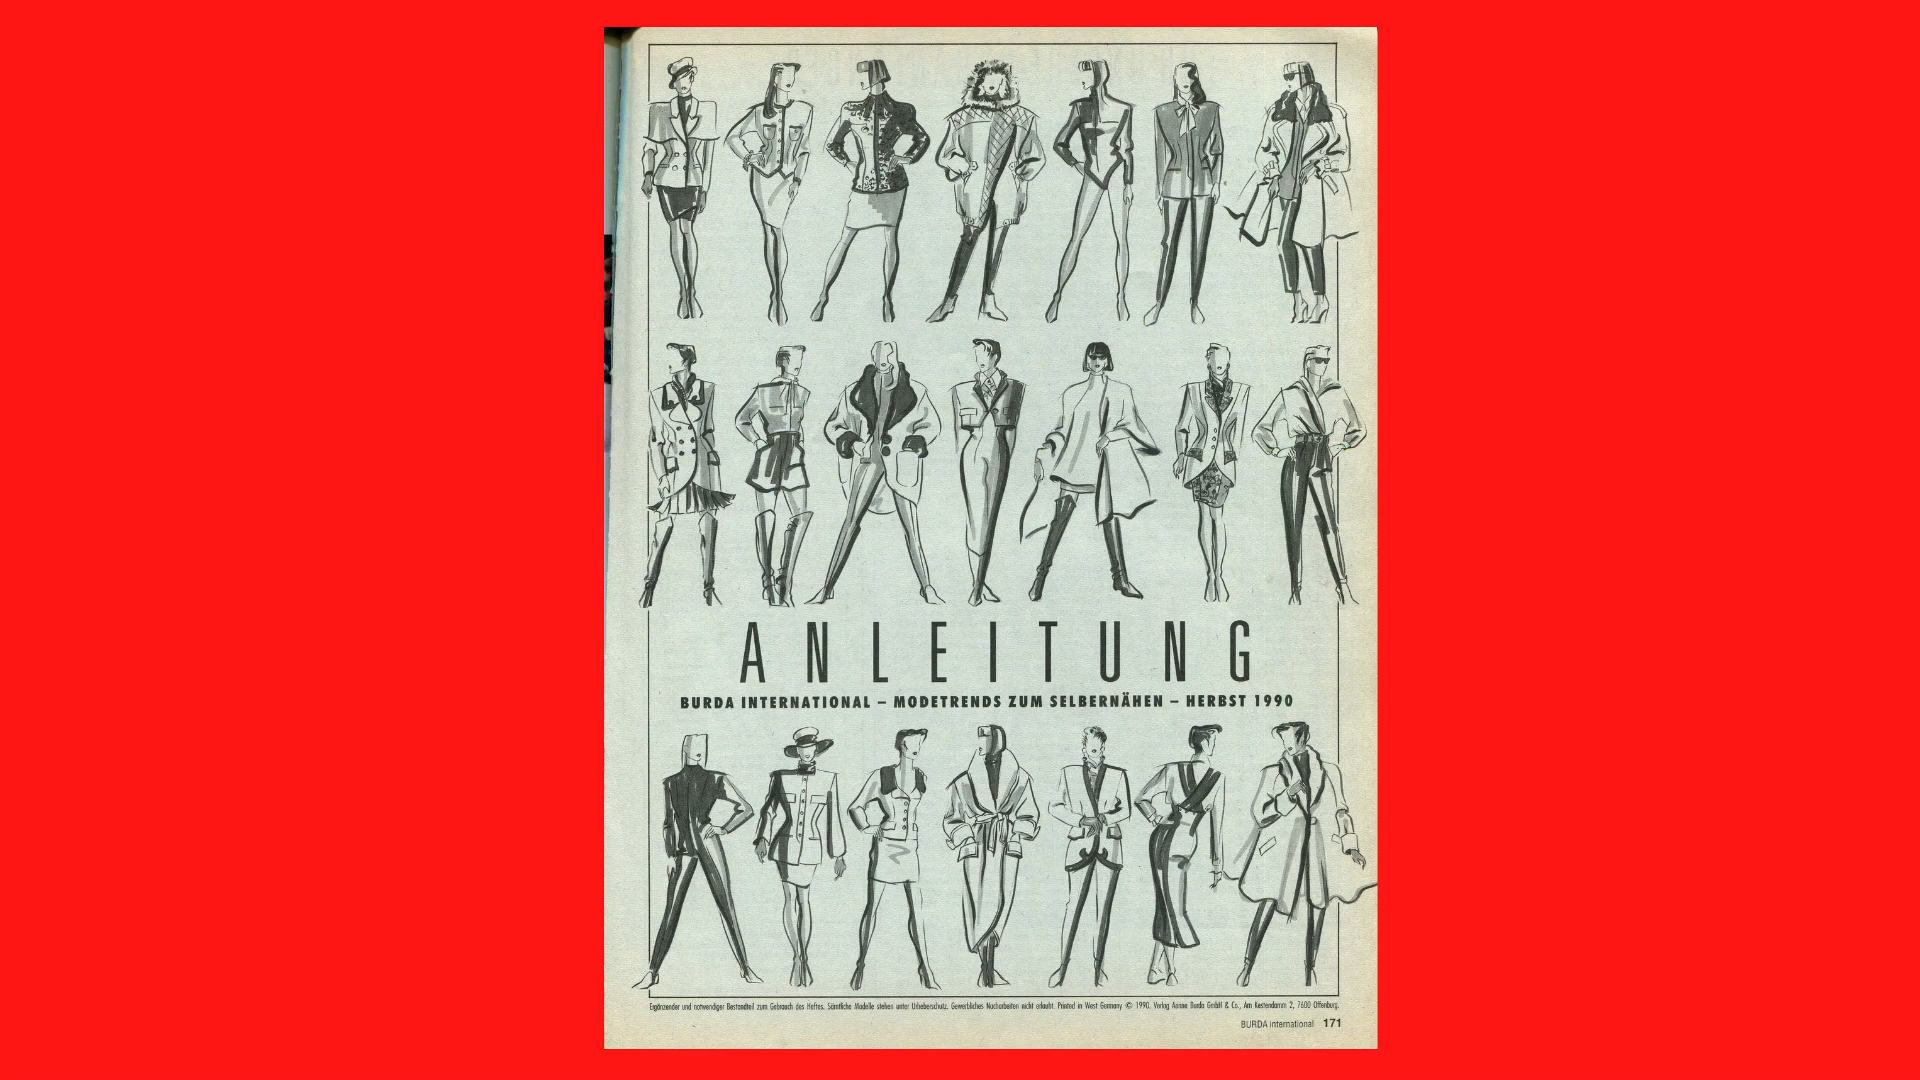 ANLEITUNG
BURDA INTERNATIONAL – MODETRENDS ZUM SELBERNÄHEN – HERBST 1990
Ergänzender und notwendiger Bestandteil zum Gebrauch des Heftes. Sämtliche Modelle stehen unter Urheberschutz. Gewerbliches Nacharbeiten nicht erlaubt. Printed in West Germany © 1990. Verlag Aenne Burda GmbH & Co., Am Kestendamm 2, 7600 Offenburg.
BURDA international 171